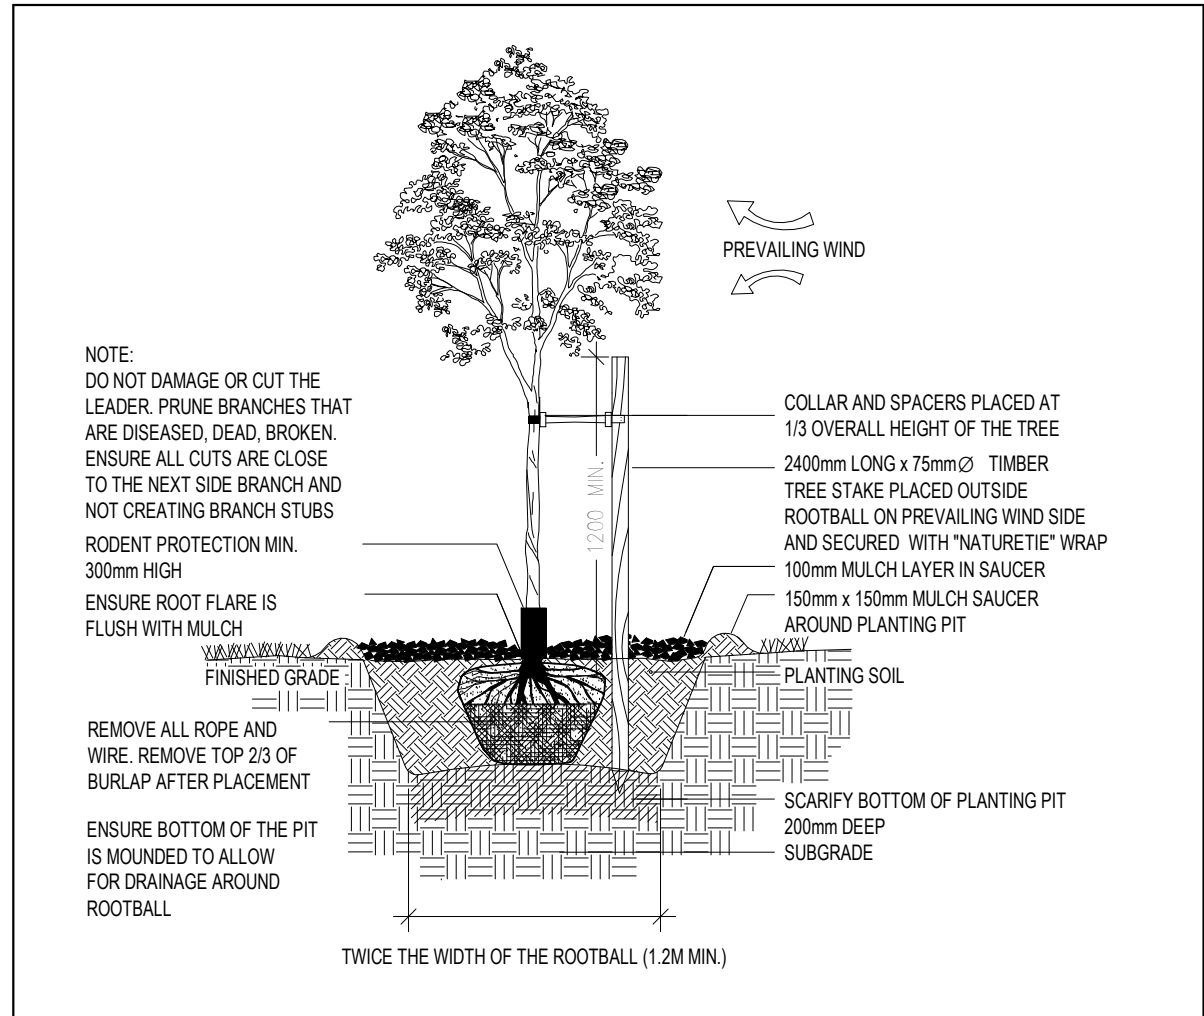 PREVAILING WIND
NOTE:
DO NOT DAMAGE OR CUT THE
LEADER. PRUNE BRANCHES THAT
ARE DISEASED, DEAD, BROKEN.
ENSURE ALL CUTS ARE CLOSE
TO THE NEXT SIDE BRANCH AND
NOT CREATING BRANCH STUBS
RODENT PROTECTION MIN.
300mm HIGH
ENSURE ROOT FLARE IS
FLUSH WITH MULCH
FINISHED GRADE
REMOVE ALL ROPE AND
WIRE. REMOVE TOP 2/3 OF
BURLAP AFTER PLACEMENT
ENSURE BOTTOM OF THE PIT
IS MOUNDED TO ALLOW
FOR DRAINAGE AROUND
ROOTBALL
1200 MIN.
COLLAR AND SPACERS PLACED AT
1/3 OVERALL HEIGHT OF THE TREE
2400mm LONG x 75mm∅ TIMBER
TREE STAKE PLACED OUTSIDE
ROOTBALL ON PREVAILING WIND SIDE
AND SECURED WITH "NATURETIE" WRAP
100mm MULCH LAYER IN SAUCER
150mm x 150mm MULCH SAUCER
AROUND PLANTING PIT
PLANTING SOIL
SCARIFY BOTTOM OF PLANTING PIT
200mm DEEP
SUBGRADE
TWICE THE WIDTH OF THE ROOTBALL (1.2M MIN.)